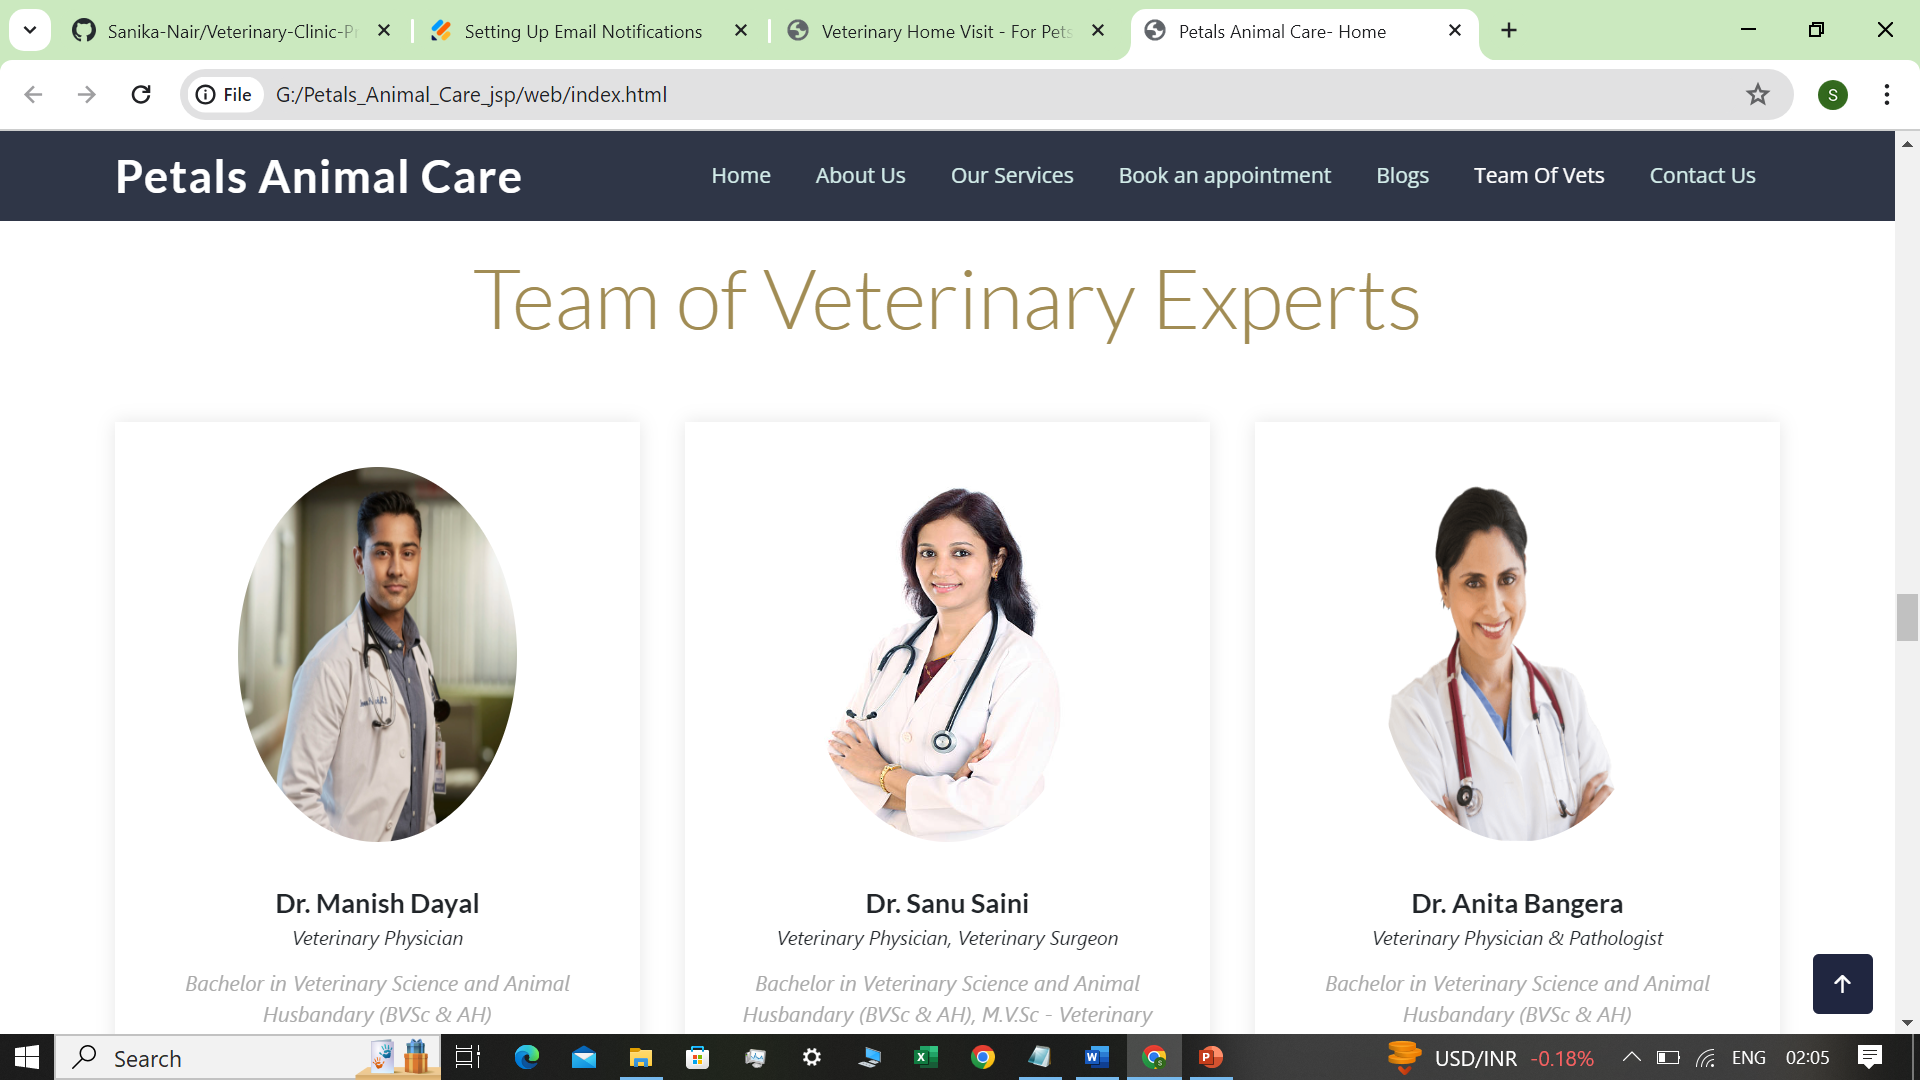 Sanika-Nair/Veterinary-Clinic-Pr
Setting Up Email Notifications
Veterinary Home Visit - For Pets
Petals Animal Care- Home
File
G:/Petals_Animal_Care_jsp/web/index.html
S
Petals Animal Care
Home
About Us
Our Services
Book an appointment
Blogs
Team Of Vets
Contact Us
Team of Veterinary Experts
Dr. Manish Dayal
Veterinary Physician
Bachelor in Veterinary Science and Animal
Husbandary (BVSc & AH)
Dr. Sanu Saini
Veterinary Physician, Veterinary Surgeon
Bachelor in Veterinary Science and Animal
Husbandary (BVSc & AH), M.V.Sc - Veterinary
Dr. Anita Bangera
Veterinary Physician & Pathologist
Bachelor in Veterinary Science and Animal
Husbandary (BVSc & AH)
Search
USD/INR -0.18%
ENG
02:05